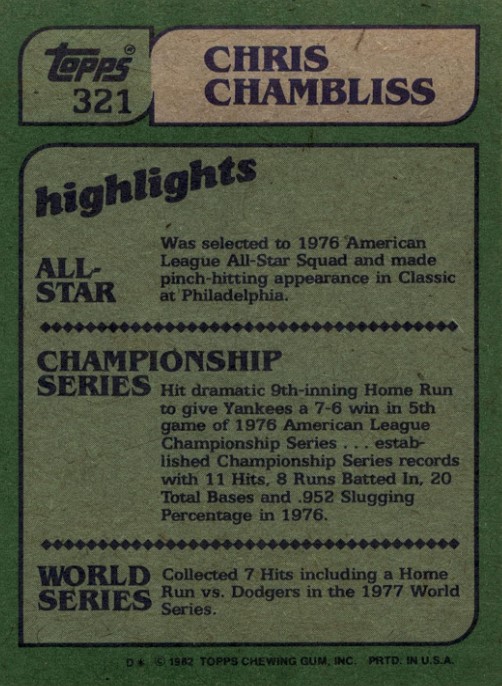 Topps®
321
CHRIS
CHAMBLISS
highlights
ALL-
STAR
Was selected to 1976 American
League All-Star Squad and made
pinch-hitting appearance in Classic
at Philadelphia.
CHAMPIONSHIP
SERIES
Hit dramatic 9th-inning Home Run
to give Yankees a 7-6 win in 5th
game of 1976 American League
Championship Series . . . estab-
lished Championship Series records
with 11 Hits, 8 Runs Batted In, 20
Total Bases and .952 Slugging
Percentage in 1976.
WORLD
SERIES
Collected 7 Hits including a Home
Run vs. Dodgers in the 1977 World
Series.
D* © 1982 TOPPS CHEWING GUM, INC. PRTD. IN U.S.A.